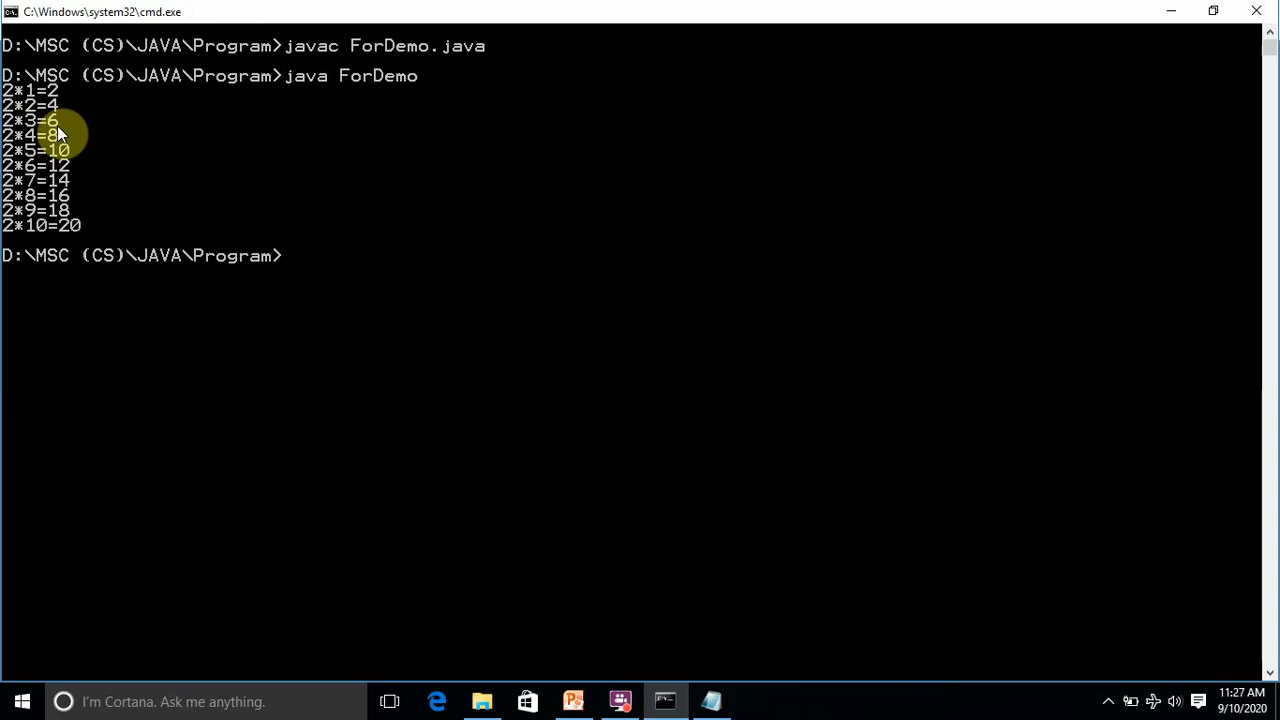 C:\Windows\system32\cmd.exe
D:\MSC (CS)\JAVA\Program>javac ForDemo.java
D:\MSC (CS)\JAVA\Program>java ForDemo
2*1=2
2*2=4
2*3=6
2*4=8
2*5=10
2*6=12
2*7=14
2*8=16
2*9=18
2*10=20
D:\MSC (CS)\JAVA\Program>
I'm Cortana. Ask me anything.
11:27 AM
9/10/2020